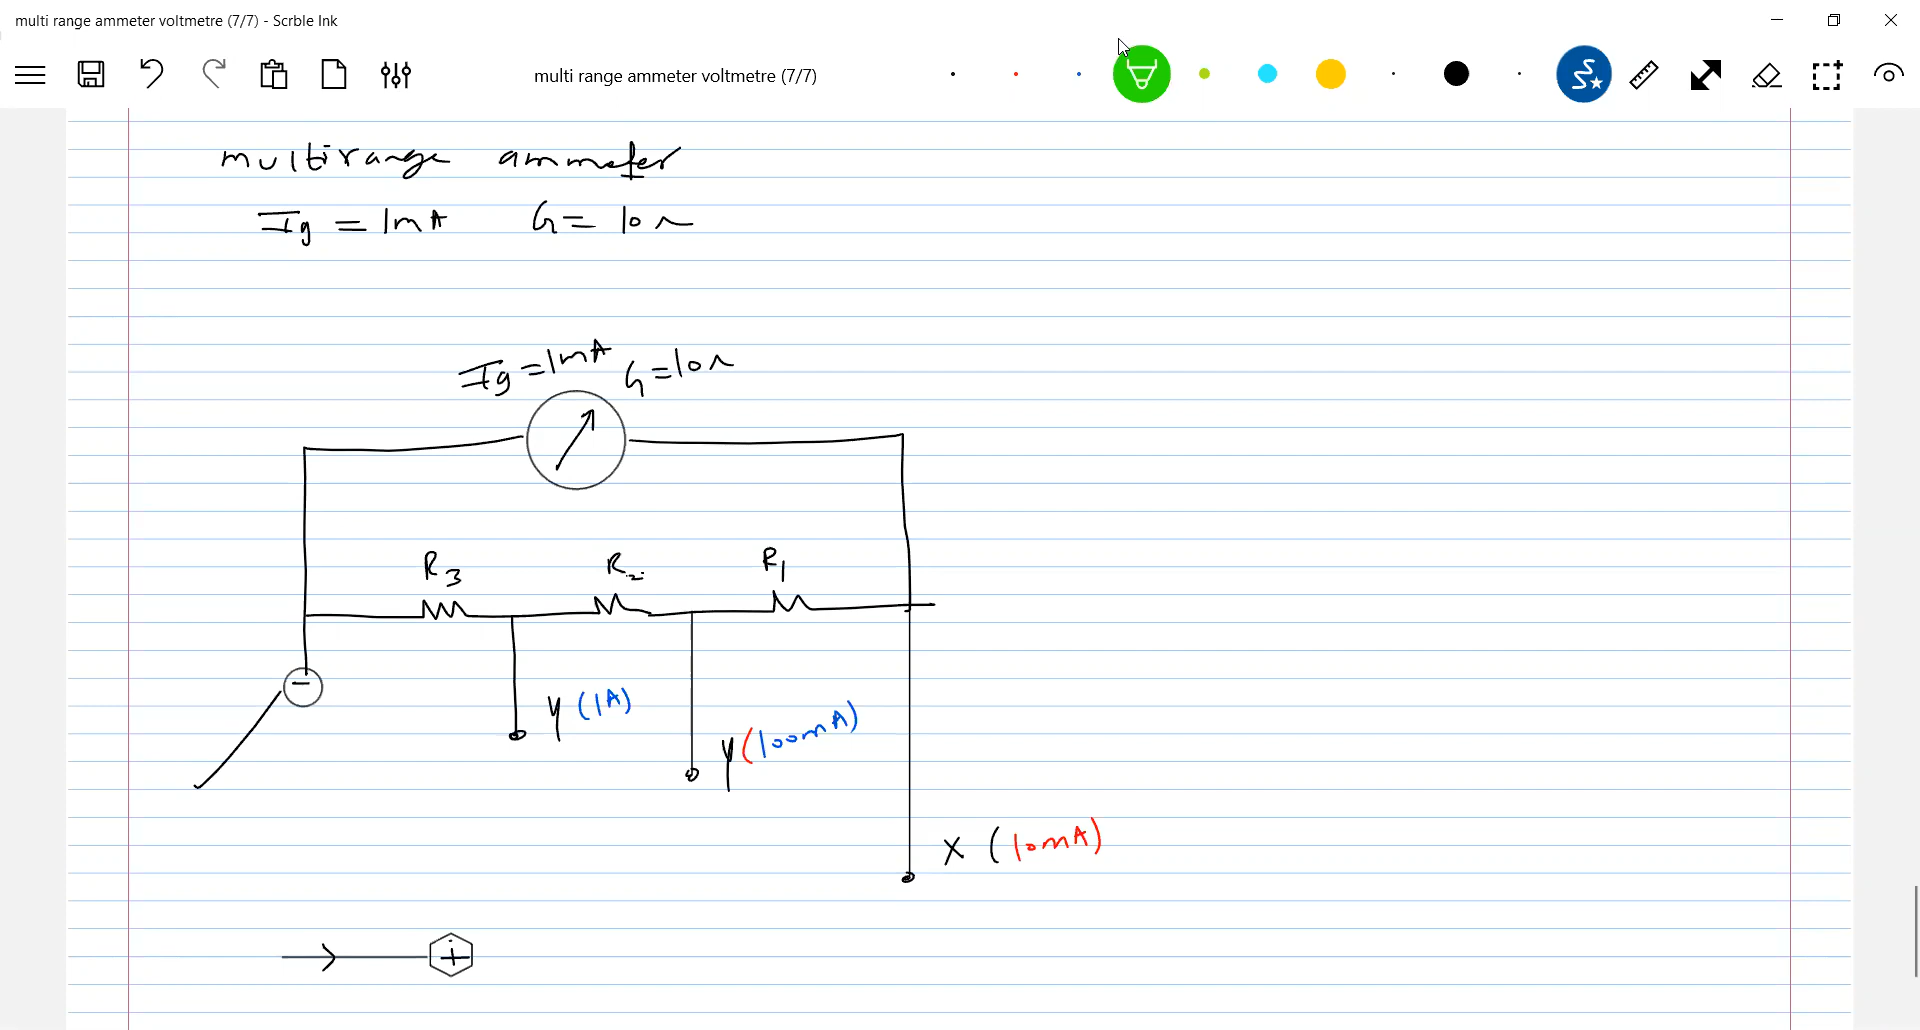 multi range ammeter voltmetre (7/7) - Scrble Ink
multi range ammeter voltmetre (7/7)
multirange ammeter
Ig = 1mA G = 10 Ω
Ig = 1mA G = 10 Ω
R3 R2 R1
-
Y (1A)
Y (100mA)
X (10mA)
+